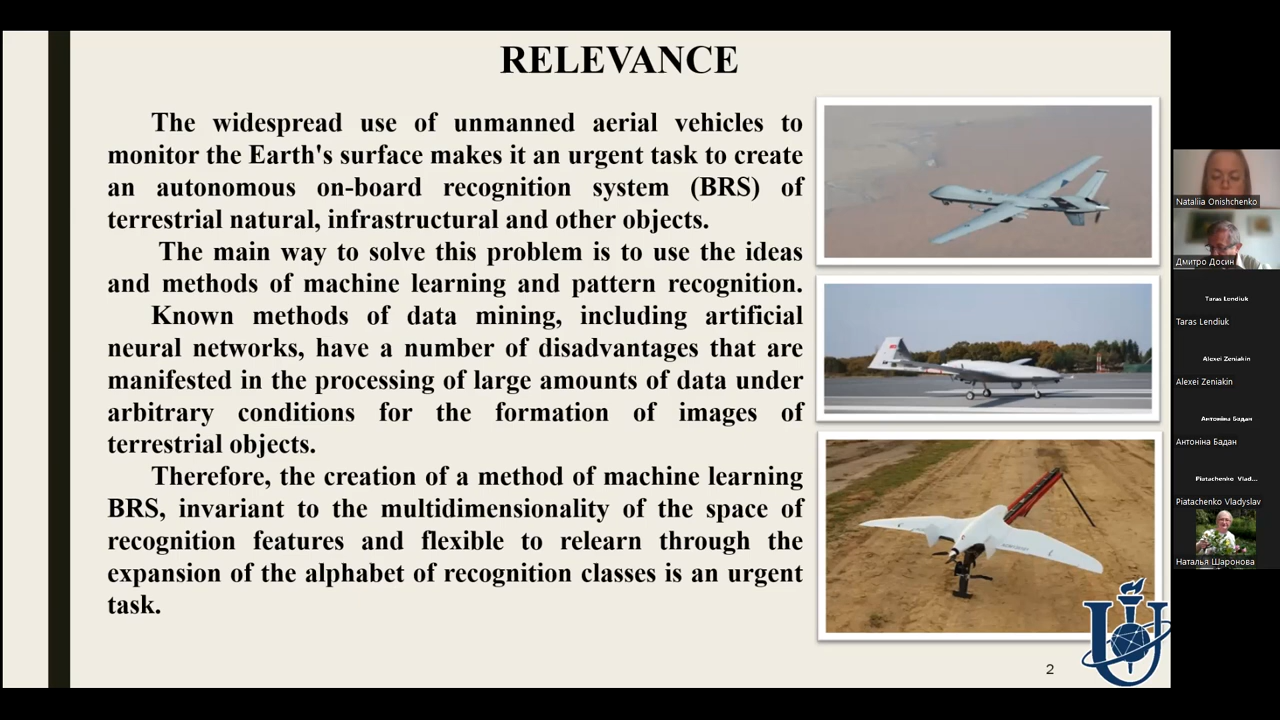 RELEVANCE
The widespread use of unmanned aerial vehicles to
monitor the Earth's surface makes it an urgent task to create
an autonomous on-board recognition system (BRS) of
terrestrial natural, infrastructural and other objects.
The main way to solve this problem is to use the ideas
and methods of machine learning and pattern recognition.
Known methods of data mining, including artificial
neural networks, have a number of disadvantages that are
manifested in the processing of large amounts of data under
arbitrary conditions for the formation of images of
terrestrial objects.
Therefore, the creation of a method of machine learning
BRS, invariant to the multidimensionality of the space of
recognition features and flexible to relearn through the
expansion of the alphabet of recognition classes is an urgent
task.
2
Nataliia Onishchenko
Дмитро Досин
Taras Lendiuk
Taras Lendiuk
Alexei Zeniakin
Alexei Zeniakin
Антоніна Бадан
Антоніна Бадан
Piatachenko Vlad...
Piatachenko Vladyslav
Наталья Шаронова